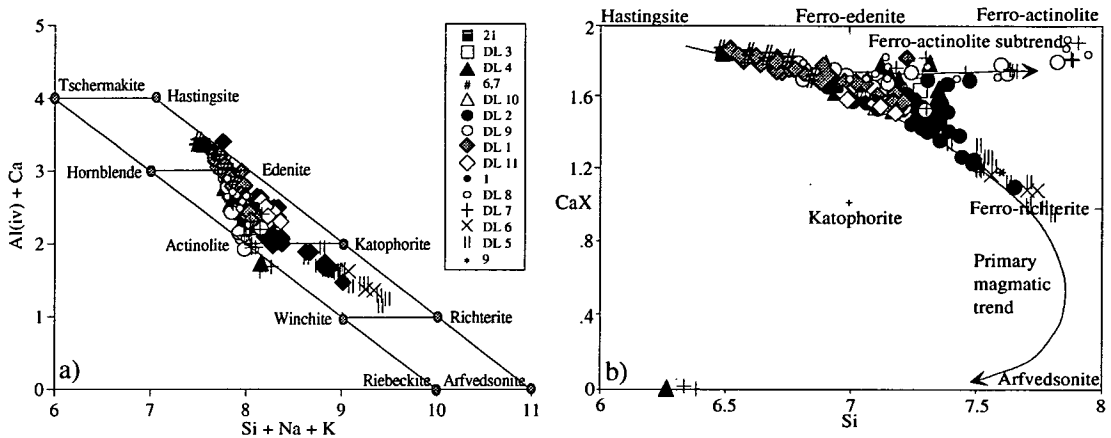 Al(iv) + Ca
5
4
3
2
1
0
Tschermakite
Hastingsite
Hornblende
Edenite
Actinolite
Katophorite
Winchite
Richterite
Riebeckite
Arfvedsonite
a)
6
7
8
9
10
11
Si + Na + K
21
DL 3
DL 4
6,7
DL 10
DL 2
DL 9
DL 1
DL 11
1
DL 8
DL 7
DL 6
DL 5
9
Hastingsite
Ferro-edenite
Ferro-actinolite
2
1.6
1.2
CaX
.8
.4
0
Ferro-actinolite subtrend
Katophorite
Ferro-richterite
Primary
magmatic
trend
Arfvedsonite
b)
6
6.5
7
7.5
8
Si